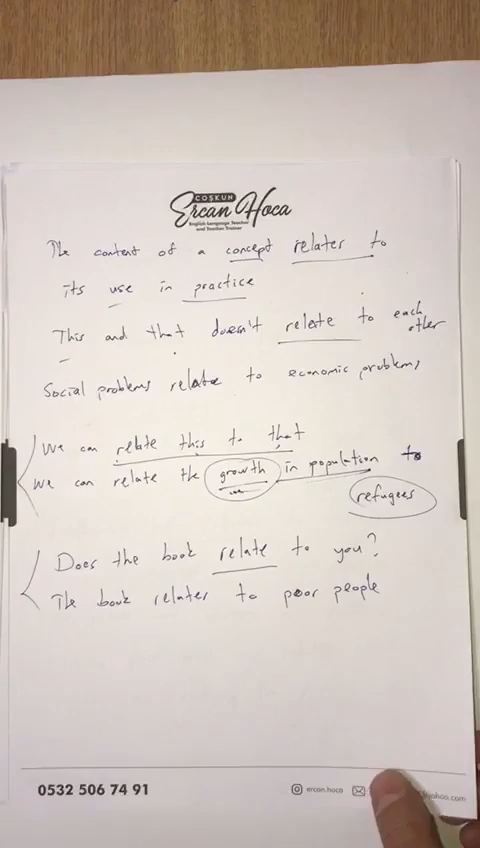 COŞKUN
Ercan Hoca
English Language Teacher
and Teacher Trainer
The content of a concept relates to
its use in practice
This and that doesn't relate to each
other
Social problems relate to economic problems
We can relate this to that
We can relate the growth in population to
refugees
Does the book relate to you?
The book relates to poor people
0532 506 74 91
ercan.hoca
ahoo.com